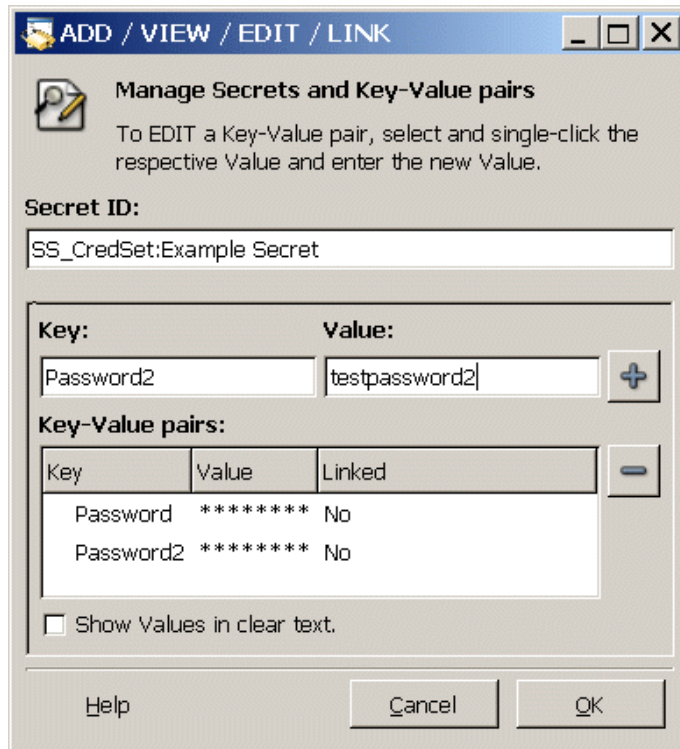 ADD / VIEW / EDIT / LINK
Manage Secrets and Key-Value pairs
To EDIT a Key-Value pair, select and single-click the
respective Value and enter the new Value.
Secret ID:
SS_CredSet:Example Secret
Key: Value:
Password2 testpassword2
Key-Value pairs:
Key Value Linked
Password ******** No
Password2 ******** No
Show Values in clear text.
Help Cancel OK